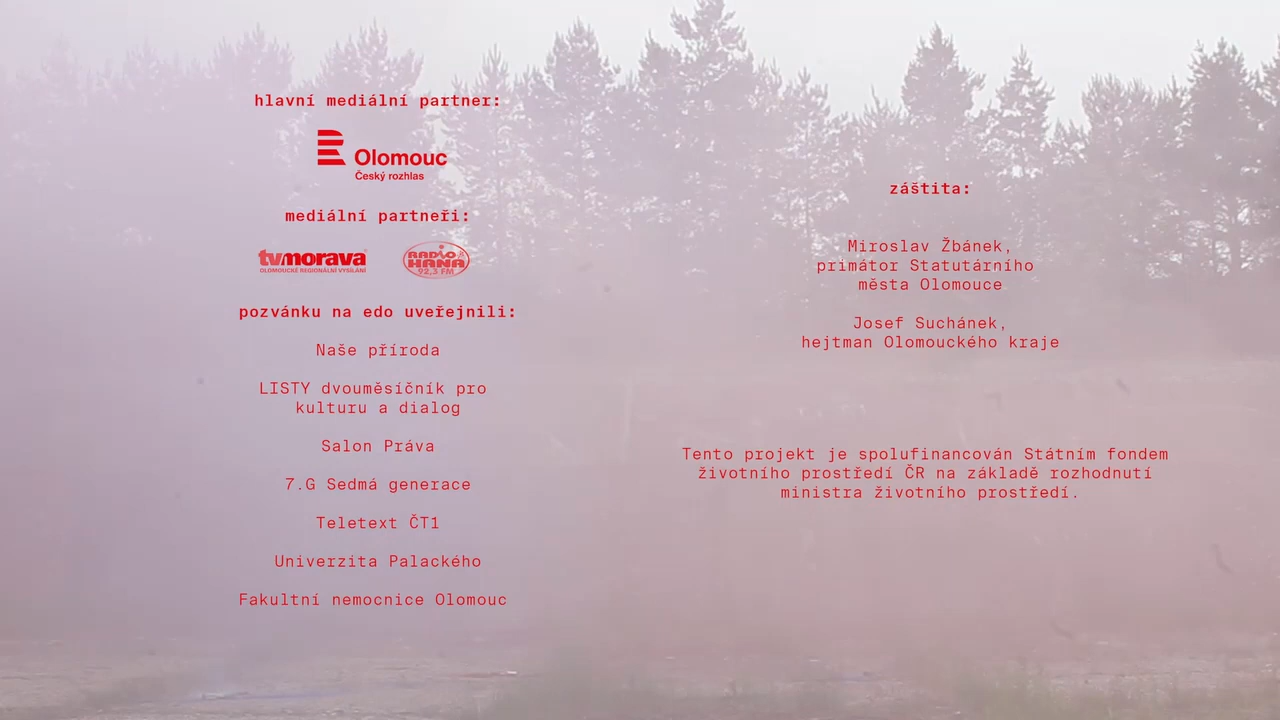 hlavní mediální partner:
Olomouc
Český rozhlas
mediální partneři:
tvmorava
OLOMOUCKÉ REGIONÁLNÍ VYSÍLÁNÍ
RADIO
HANÁ
92,3 FM
pozvánku na edo uveřejnili:
Naše příroda
LISTY dvouměsíčník pro
kulturu a dialog
Salon Práva
7.G Sedmá generace
Teletext ČT1
Univerzita Palackého
Fakultní nemocnice Olomouc
záštita:
Miroslav Žbánek,
primátor Statutárního
města Olomouce
Josef Suchánek,
hejtman Olomouckého kraje
Tento projekt je spolufinancován Státním fondem
životního prostředí ČR na základě rozhodnutí
ministra životního prostředí.